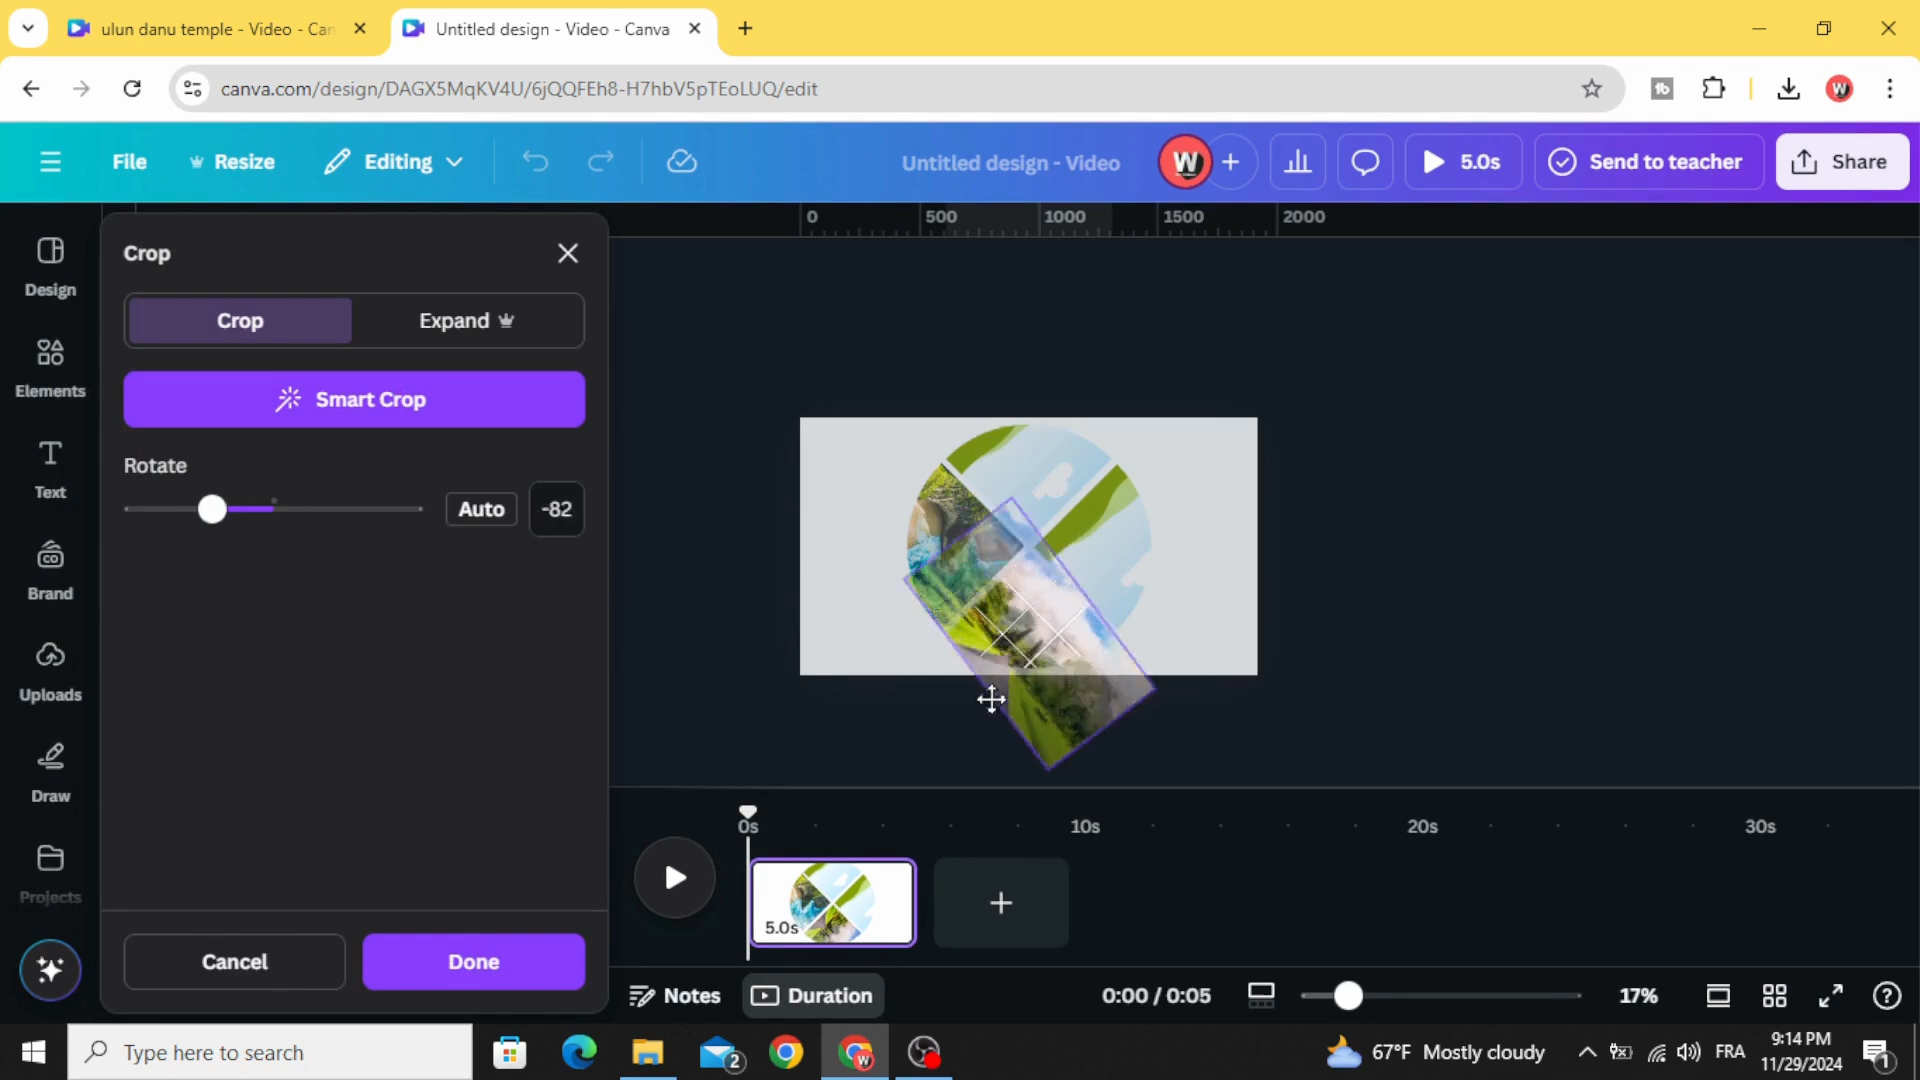 ulun danu temple - Video - Can
Untitled design - Video - Canva
canva.com/design/DAGX5MqKV4U/6jQQFEh8-H7hbV5pTEoLUQ/edit
W
File
Resize
Editing
Untitled design - Video
W
5.0s
Send to teacher
Share
0
500
1000
1500
2000
Design
Elements
Text
Brand
CO
Uploads
Draw
Projects
Crop
Crop
Expand
Smart Crop
Rotate
Auto
-82
Cancel
Done
0s
10s
20s
30s
5.0s
Notes
Duration
0:00 / 0:05
17%
Type here to search
2
W
67°F Mostly cloudy
FRA
9:14 PM
11/29/2024
1